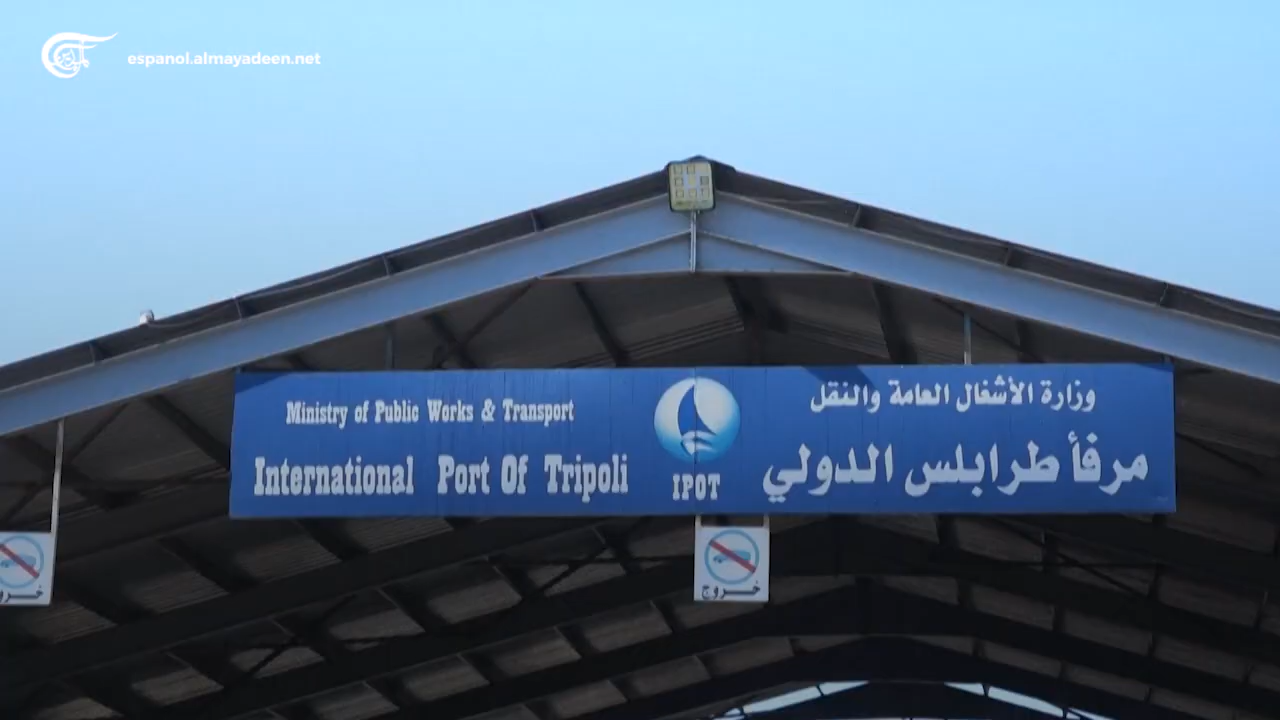 espanol.almayadeen.net
Ministry of Public Works & Transport
International Port Of Tripoli
IPOT
وزارة الأشغال العامة والنقل
مرفأ طرابلس الدولي
خروج